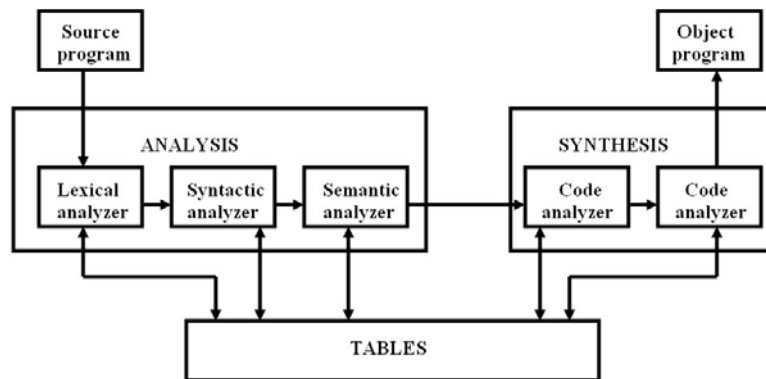 Source
program
Object
program
ANALYSIS
SYNTHESIS
Lexical
analyzer
Syntactic
analyzer
Semantic
analyzer
Code
analyzer
Code
analyzer
TABLES